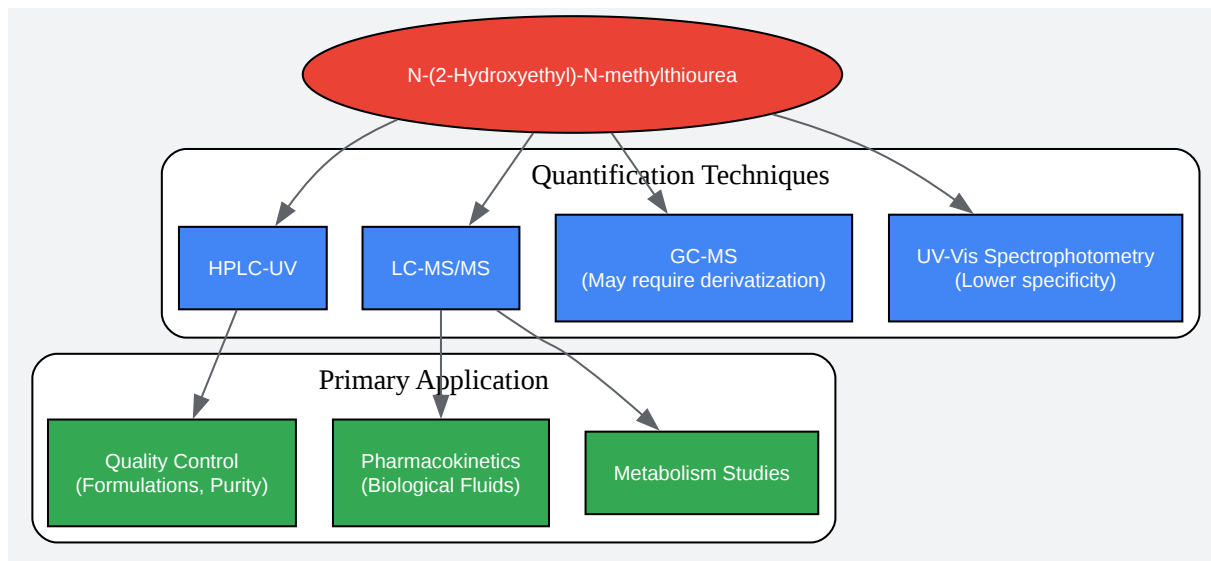 N-(2-Hydroxyethyl)-N-methylthiourea
Quantification Techniques
HPLC-UV
LC-MS/MS
GC-MS
(May require derivatization)
UV-Vis Spectrophotometry
(Lower specificity)
Primary Application
Quality Control
(Formulations, Purity)
Pharmacokinetics
(Biological Fluids)
Metabolism Studies